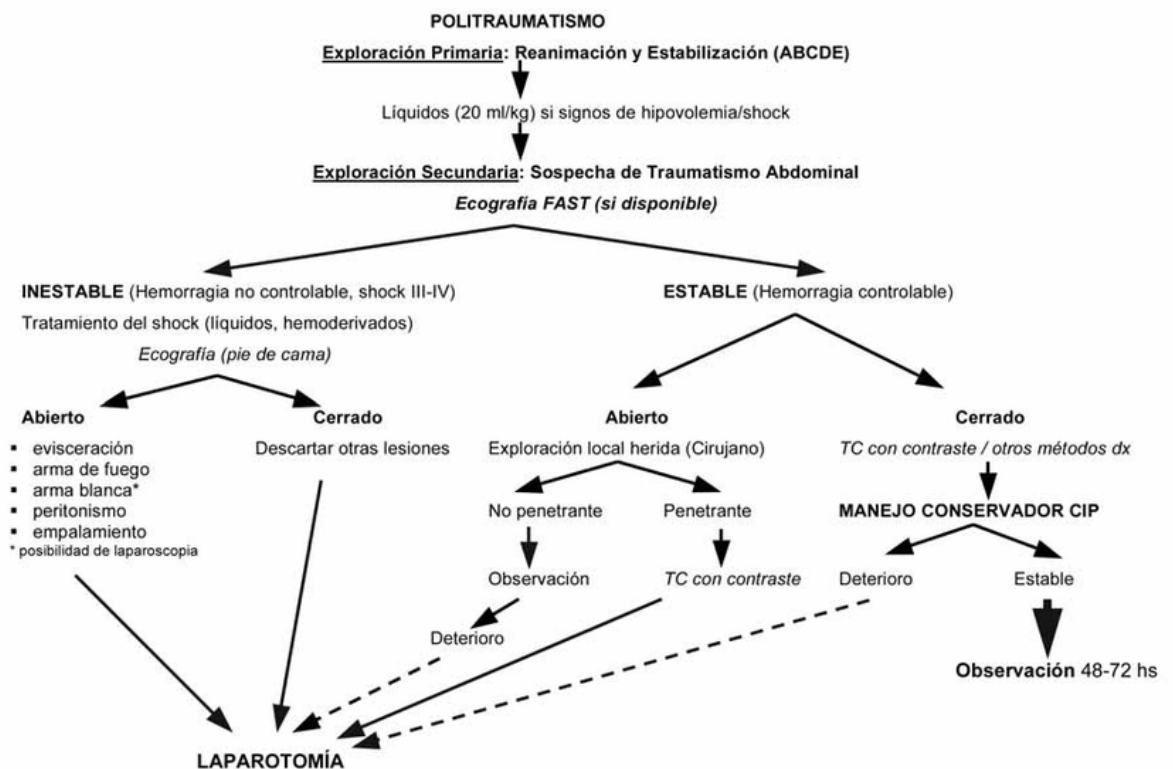 POLITRAUMATISMO
Exploración Primaria: Reanimación y Estabilización (ABCDE)
Líquidos (20 ml/kg) si signos de hipovolemia/shock
Exploración Secundaria: Sospecha de Traumatismo Abdominal
Ecografía FAST (si disponible)
INESTABLE (Hemorragia no controlable, shock III-IV)
Tratamiento del shock (líquidos, hemoderivados)
Ecografía (pie de cama)
Abierto
▪ evisceración
▪ arma de fuego
▪ arma blanca*
▪ peritonismo
▪ empalamiento
* posibilidad de laparoscopia
Cerrado
Descartar otras lesiones
ESTABLE (Hemorragia controlable)
Abierto
Exploración local herida (Cirujano)
No penetrante
Observación
Deterioro
Penetrante
TC con contraste
Cerrado
TC con contraste / otros métodos dx
MANEJO CONSERVADOR CIP
Deterioro
Estable
Observación 48-72 hs
LAPAROTOMÍA